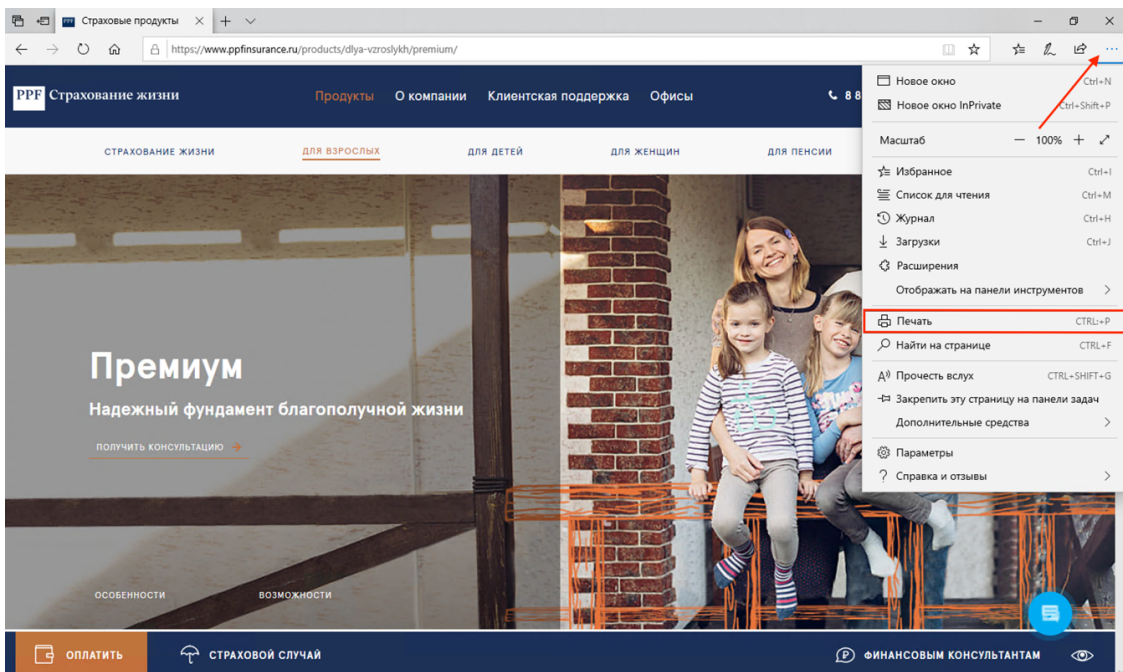 Страховые продукты
https://www.ppfinsurance.ru/products/dlya-vzroslykh/premium/
PPF Страхование жизни
Продукты О компании Клиентская поддержка Офисы 8 8
СТРАХОВАНИЕ ЖИЗНИ ДЛЯ ВЗРОСЛЫХ ДЛЯ ДЕТЕЙ ДЛЯ ЖЕНЩИН ДЛЯ ПЕНСИИ
Новое окно Ctrl+N
Новое окно InPrivate Ctrl+Shift+P
Масштаб 100%
Избранное Ctrl+I
Список для чтения Ctrl+M
Журнал Ctrl+H
Загрузки Ctrl+J
Расширения
Отображать на панели инструментов
Печать CTRL+P
Найти на странице CTRL+F
Прочесть вслух CTRL+SHIFT+G
Закрепить эту страницу на панели задач
Дополнительные средства
Параметры
Справка и отзывы
Премиум
Надежный фундамент благополучной жизни
ПОЛУЧИТЬ КОНСУЛЬТАЦИЮ
ОСОБЕННОСТИ ВОЗМОЖНОСТИ
ОПЛАТИТЬ СТРАХОВОЙ СЛУЧАЙ ФИНАНСОВЫМ КОНСУЛЬТАНТАМ